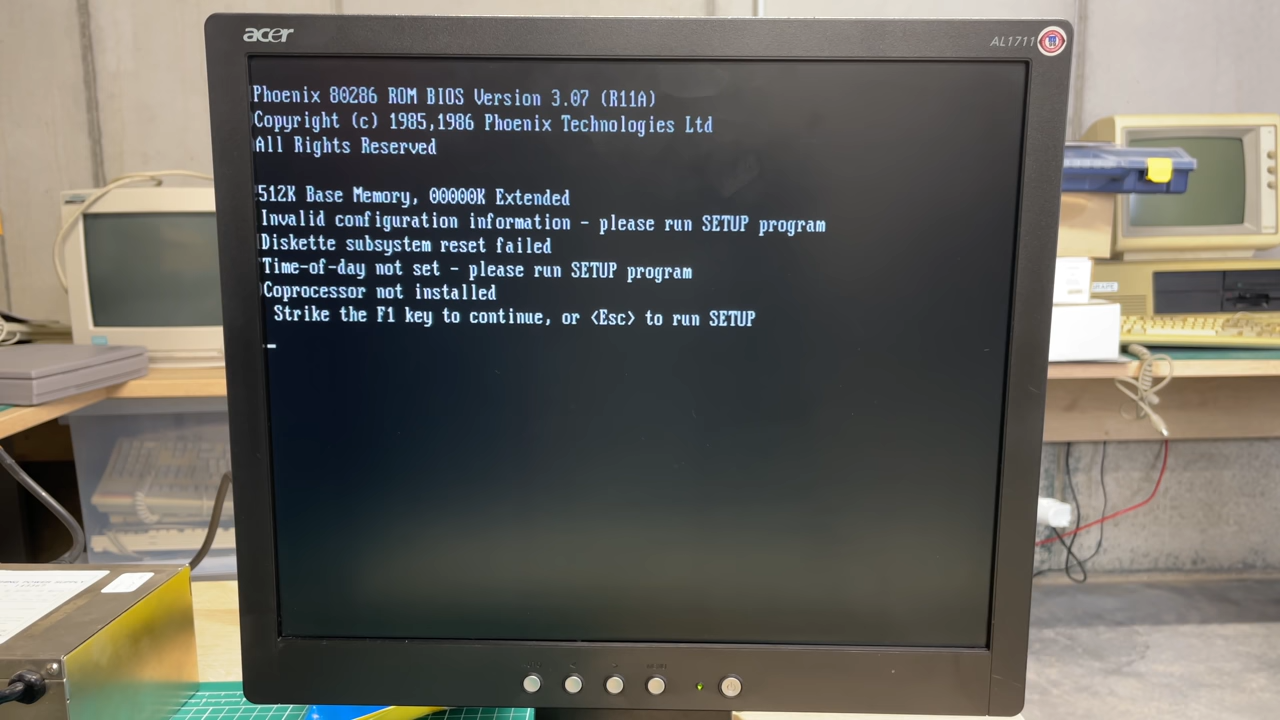 acer
AL1711
Phoenix 80286 ROM BIOS Version 3.07 (R11A)
Copyright (c) 1985,1986 Phoenix Technologies Ltd
All Rights Reserved
512K Base Memory, 00000K Extended
Invalid configuration information - please run SETUP program
Diskette subsystem reset failed
Time-of-day not set - please run SETUP program
Coprocessor not installed
Strike the F1 key to continue, or <Esc> to run SETUP